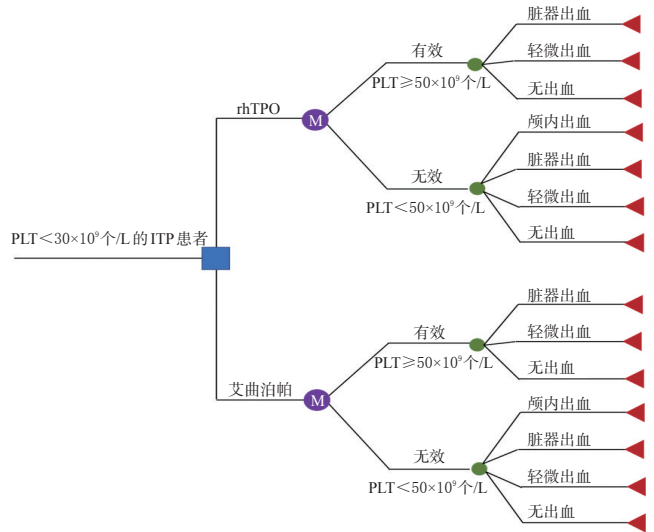 脏器出血
有效
轻微出血
PLT≥50×10⁹个/L
无出血
rhTPO
M
颅内出血
脏器出血
无效
PLT<50×10⁹个/L
轻微出血
无出血
PLT<30×10⁹个/L的ITP患者
脏器出血
有效
轻微出血
PLT≥50×10⁹个/L
无出血
艾曲泊帕
M
颅内出血
脏器出血
无效
PLT<50×10⁹个/L
轻微出血
无出血